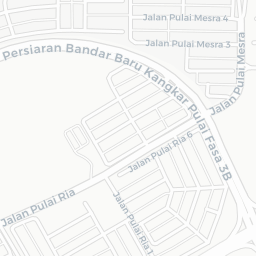 Jalan Pulai Mesra 4
Jalan Pulai Mesra 3
Persiaran Bandar Baru Kangkar Pulai Fasa 3B
Jalan Pulai Mesra
Jalan Pulai Ria 6
Jalan Pulai Ria
Jalan Pulai Ria 1